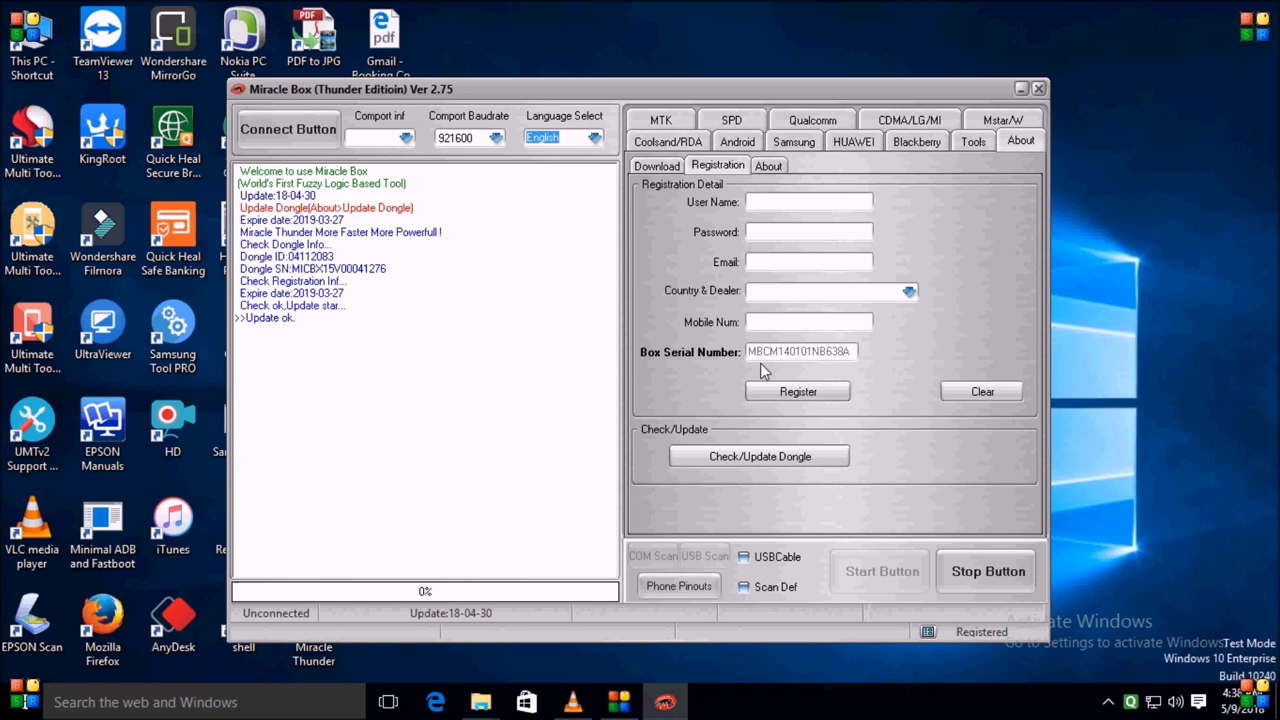 This PC - Shortcut
TeamViewer 13
Wondershare MirrorGo
Nokia PC Suite
PDF to JPG
Gmail - Booking Co
Ultimate Multi Too...
KingRoot
Quick Heal Secure Br...
Ultimate Multi Too...
Wondershare Filmora
Quick Heal Safe Banking
Ultimate Multi Too...
UltraViewer
Samsung Tool PRO
UMTv2 Support ...
EPSON Manuals
HD
VLC media player
Minimal ADB and Fastboot
iTunes
EPSON Scan
Mozilla Firefox
AnyDesk
shell
Miracle Thunder
Miracle Box (Thunder Editioin) Ver 2.75
Connect Button
Comport inf
Comport Baudrate
Language Select
921600
English
Welcome to use Miracle Box
(World's First Fuzzy Logic Based Tool)
Update:18-04-30
Update Dongle(About>Update Dongle)
Expire date:2019-03-27
Miracle Thunder More Faster More Powerfull !
Check Dongle Info...
Dongle ID:04112083
Dongle SN:MICBX15V00041276
Check Registration Inf...
Expire date:2019-03-27
Check ok,Update star...
>>Update ok.
0%
Unconnected
Update:18-04-30
MTK
SPD
Qualcomm
CDMA/LG/MI
Mstar/W
Coolsand/RDA
Android
Samsung
HUAWEI
Blackberry
Tools
About
Download
Registration
About
Registration Detail
User Name:
Password:
Email:
Country & Dealer:
Mobile Num:
Box Serial Number: MBCM140101NB638A
Register
Clear
Check/Update
Check/Update Dongle
COM Scan
USB Scan
USBCable
Start Button
Stop Button
Phone Pinouts
Scan Def
Registered
Activate Windows
Go to Settings to activate Windows.
Test Mode
Windows 10 Enterprise
Build 10240
Search the web and Windows
5/9/2018